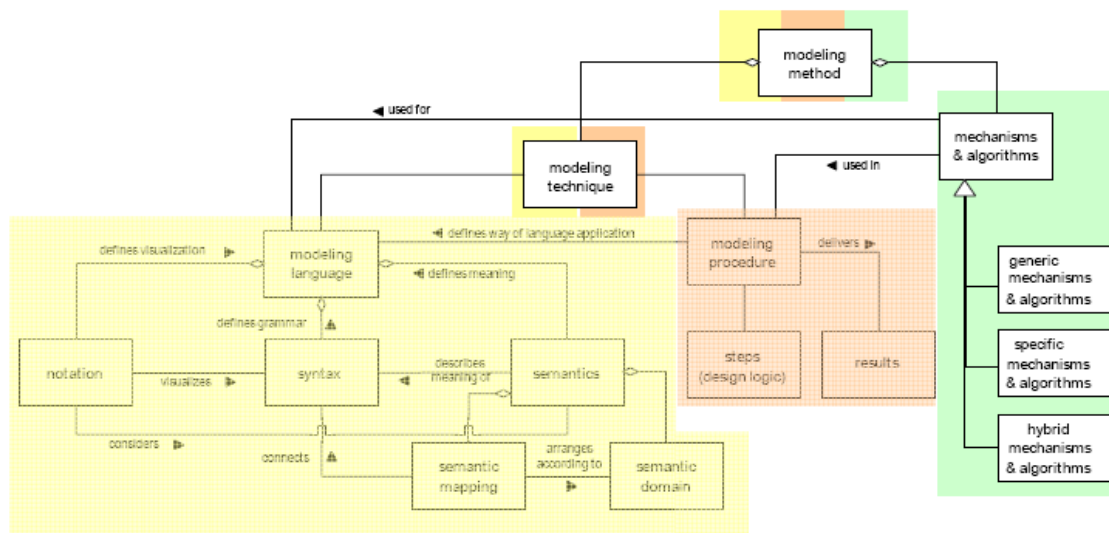 modeling
method
◄ used for
mechanisms
& algorithms
modeling
technique
◄ used in
◄ defines way of language application
defines visualization ►
modeling
language
modeling
procedure
delivers ►
◄ defines meaning
generic
mechanisms
& algorithms
defines grammar ▲
notation
visualizes ►
syntax
describes
◄ meaning of
semantics
steps
(design logic)
results
specific
mechanisms
& algorithms
considers ►
connects ▲
semantic
mapping
arranges
according to
►
semantic
domain
hybrid
mechanisms
& algorithms